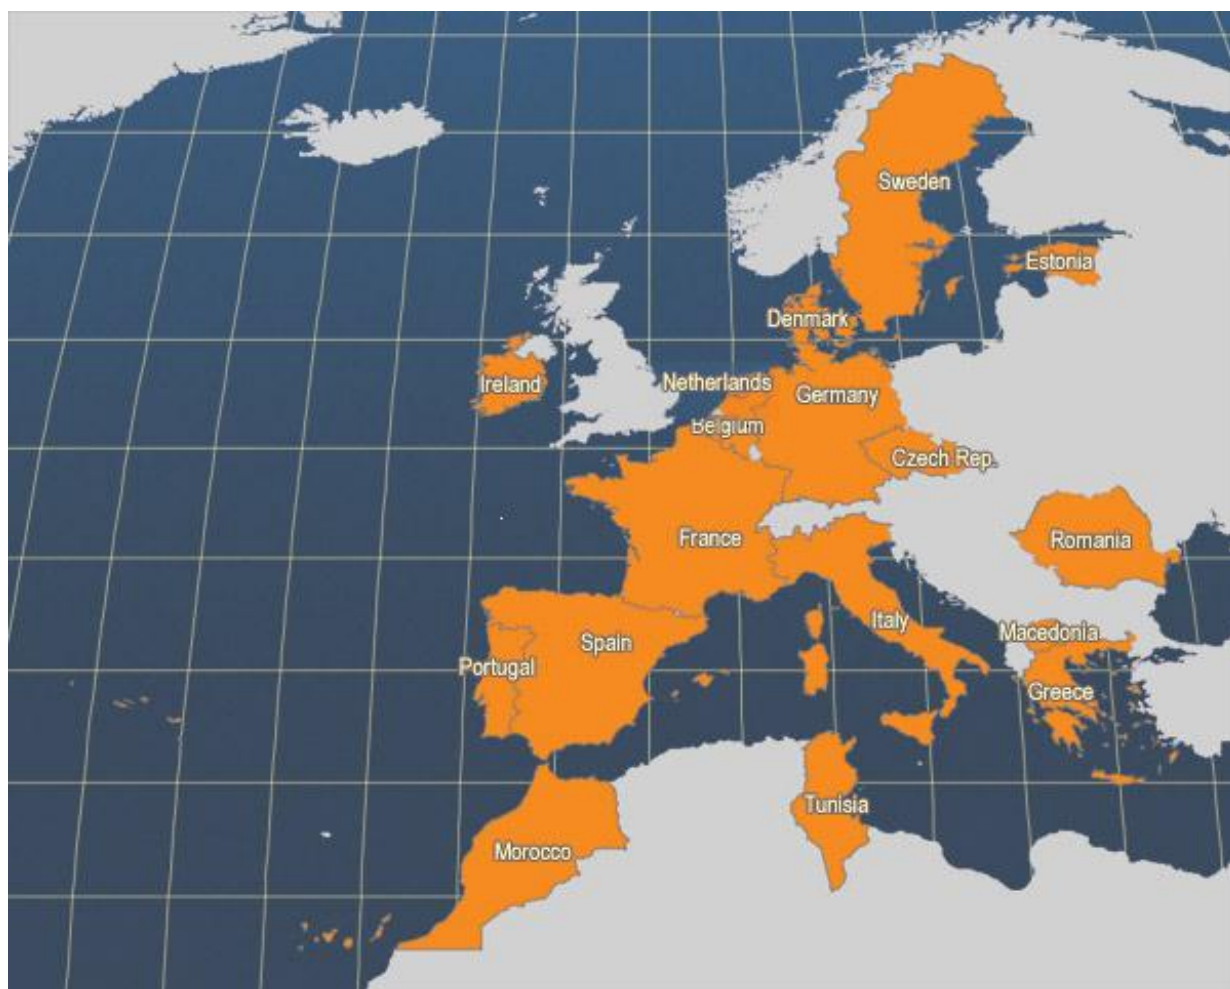 Sweden
Estonia
Denmark
Ireland
Netherlands
Germany
Belgium
Czech Rep.
France
Romania
Italy
Macedonia
Spain
Portugal
Greece
Tunisia
Morocco